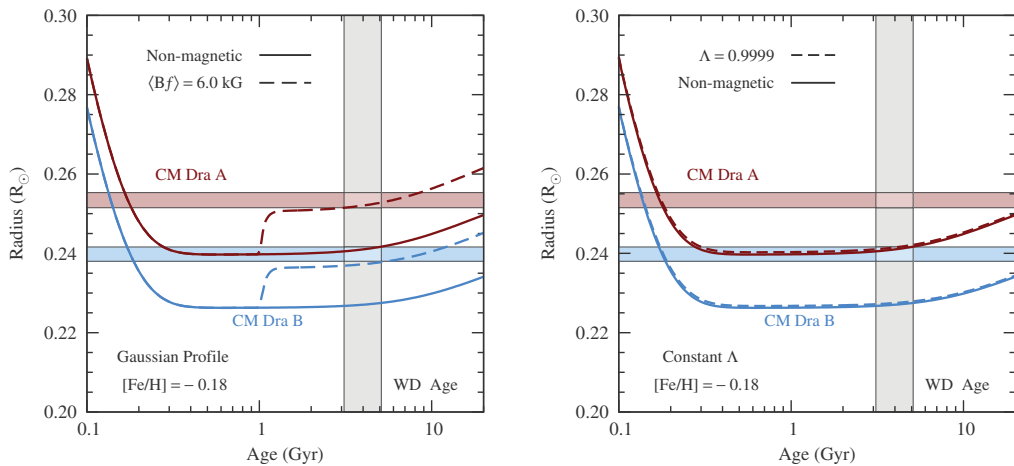 0.30
0.28
0.26
0.24
0.22
0.20
Radius (R☉)
Non-magnetic
⟨Bf⟩ = 6.0 kG
CM Dra A
CM Dra B
Gaussian Profile
[Fe/H] = − 0.18
WD Age
0.1
1
10
Age (Gyr)
0.30
0.28
0.26
0.24
0.22
0.20
Radius (R☉)
Λ = 0.9999
Non-magnetic
CM Dra A
CM Dra B
Constant Λ
[Fe/H] = − 0.18
WD Age
0.1
1
10
Age (Gyr)